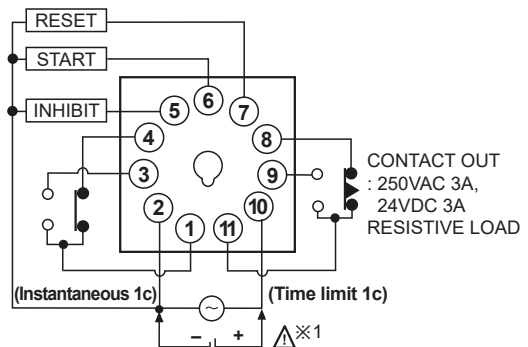 RESET
START
INHIBIT
6
5
7
4
8
3
9
2
10
1
11
CONTACT OUT
: 250VAC 3A,
24VDC 3A
RESISTIVE LOAD
(Instantaneous 1c)
(Time limit 1c)
~
− +
⚠※1